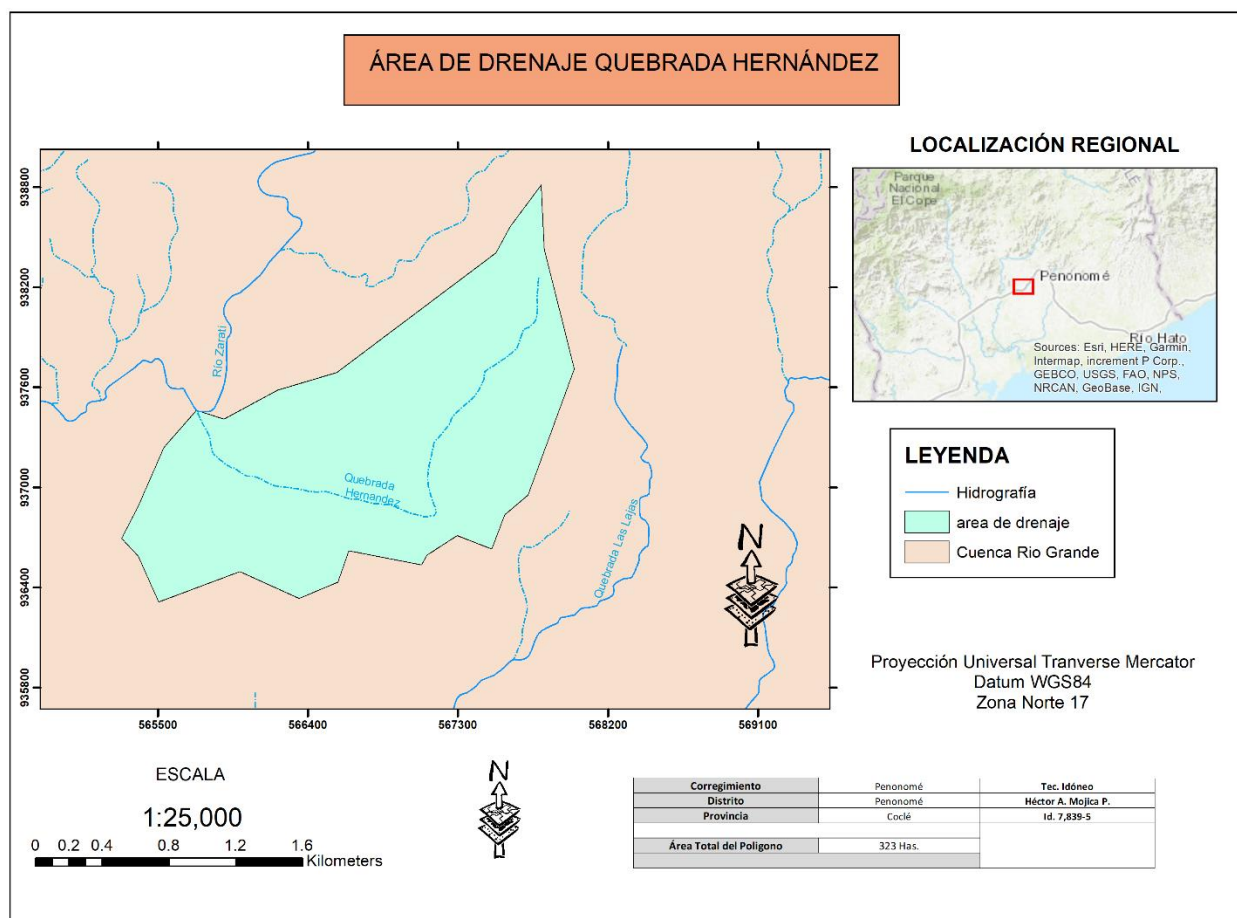 ÁREA DE DRENAJE QUEBRADA HERNÁNDEZ
938800
938200
937600
937000
936400
935800
565500
566400
567300
568200
569100
Rio Zarati
Quebrada
Hernandez
Quebrada Las Lajas
N
LOCALIZACIÓN REGIONAL
Parque
Nacional
El Cope
Penonomé
Río Hato
Sources: Esri, HERE, Garmin,
Intermap, increment P Corp.,
GEBCO, USGS, FAO, NPS,
NRCAN, GeoBase, IGN,
LEYENDA
Hidrografía
area de drenaje
Cuenca Rio Grande
Proyección Universal Tranverse Mercator
Datum WGS84
Zona Norte 17
ESCALA
1:25,000
0 0.2 0.4 0.8 1.2 1.6
Kilometers
N
Corregimiento Penonomé Tec. Idóneo
Distrito Penonomé Héctor A. Mojica P.
Provincia Coclé Id. 7,839-5
Área Total del Poligono 323 Has.